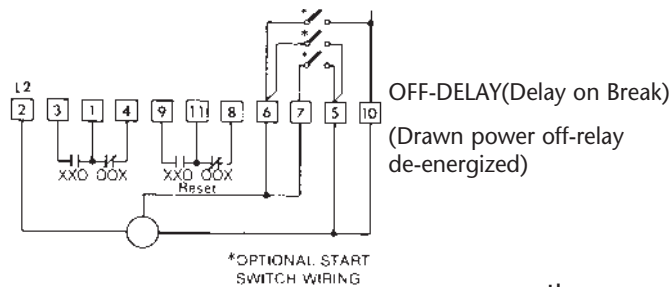 L2
2 3 1 4 9 11 8 6 7 5 10
* * *
OFF-DELAY(Delay on Break)
(Drawn power off-relay
de-energized)
XXO OOX XXO OOX
Reset
*OPTIONAL START
SWITCH WIRING